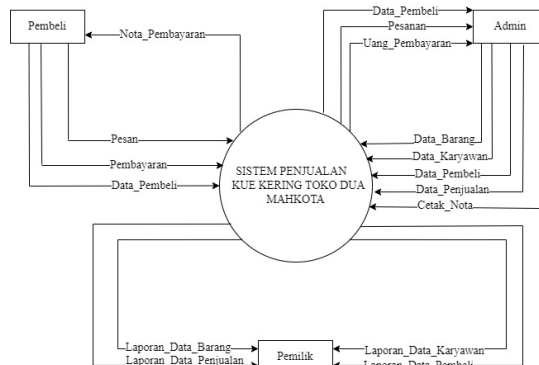 Pembeli
Nota_Pembayaran
Data_Pembeli
Pesanan
Uang_Pembayaran
Admin
Pesan
Pembayaran
Data_Pembeli
SISTEM PENJUALAN
KUE KERING TOKO DUA
MAHKOTA
Data_Barang
Data_Karyawan
Data_Pembeli
Data_Penjualan
Cetak_Nota
Laporan_Data_Barang
Laporan_Data_Penjualan
Pemilik
Laporan_Data_Karyawan
Laporan_Data_Pembeli